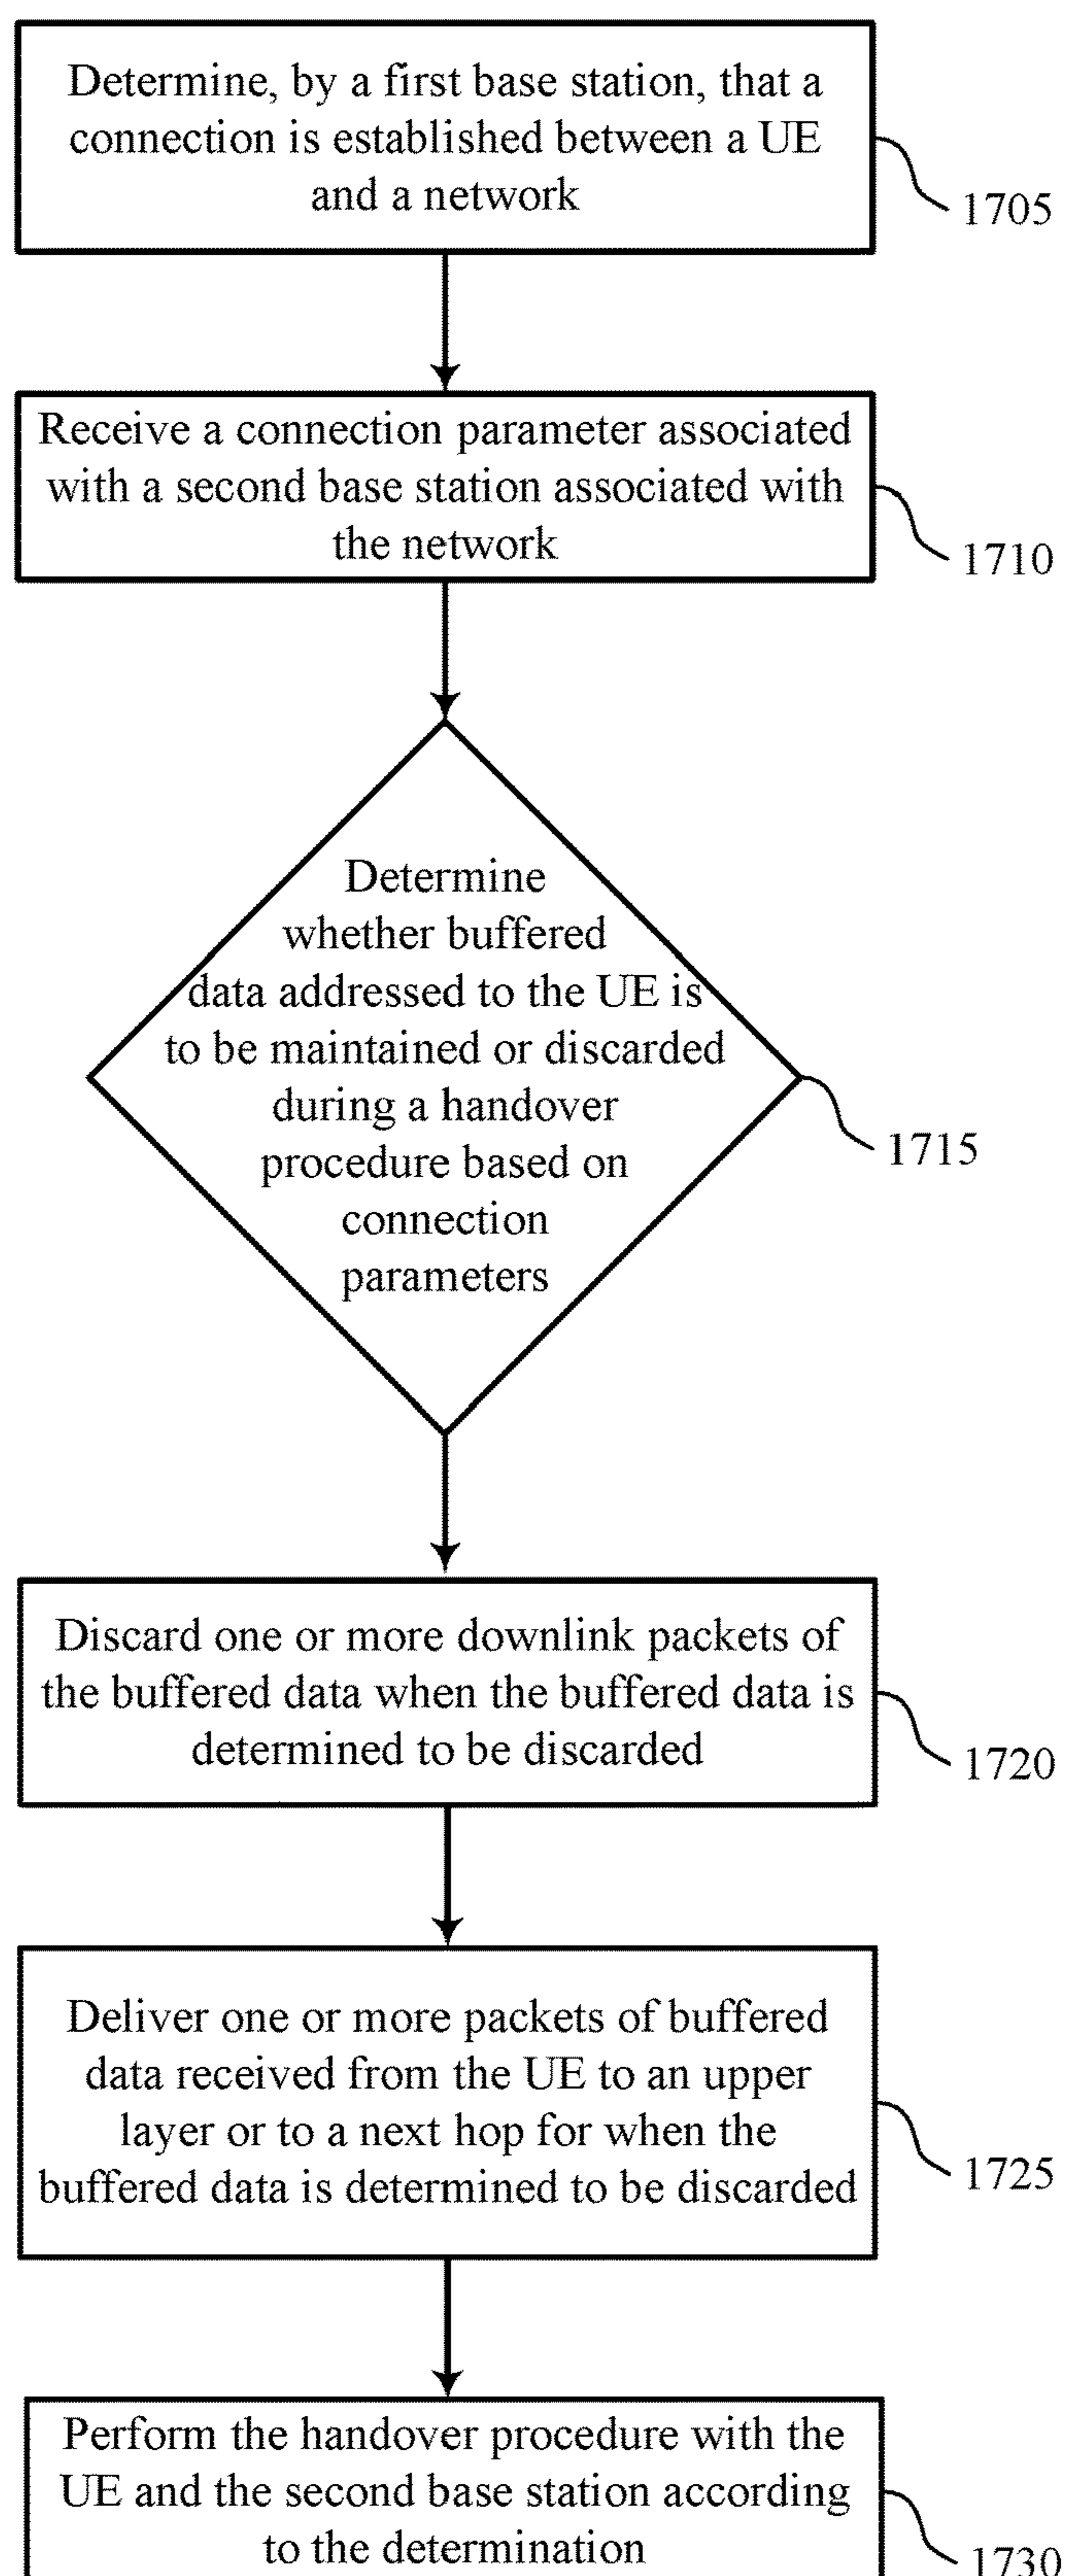 Determine, by a first base station, that a
connection is established between a UE
and a network
1705
Receive a connection parameter associated
with a second base station associated with
the network
1710
Determine
whether buffered
data addressed to the UE is
to be maintained or discarded
during a handover
procedure based on
connection
parameters
1715
Discard one or more downlink packets of
the buffered data when the buffered data is
determined to be discarded
1720
Deliver one or more packets of buffered
data received from the UE to an upper
layer or to a next hop for when the
buffered data is determined to be discarded
1725
Perform the handover procedure with the
UE and the second base station according
to the determination
1730